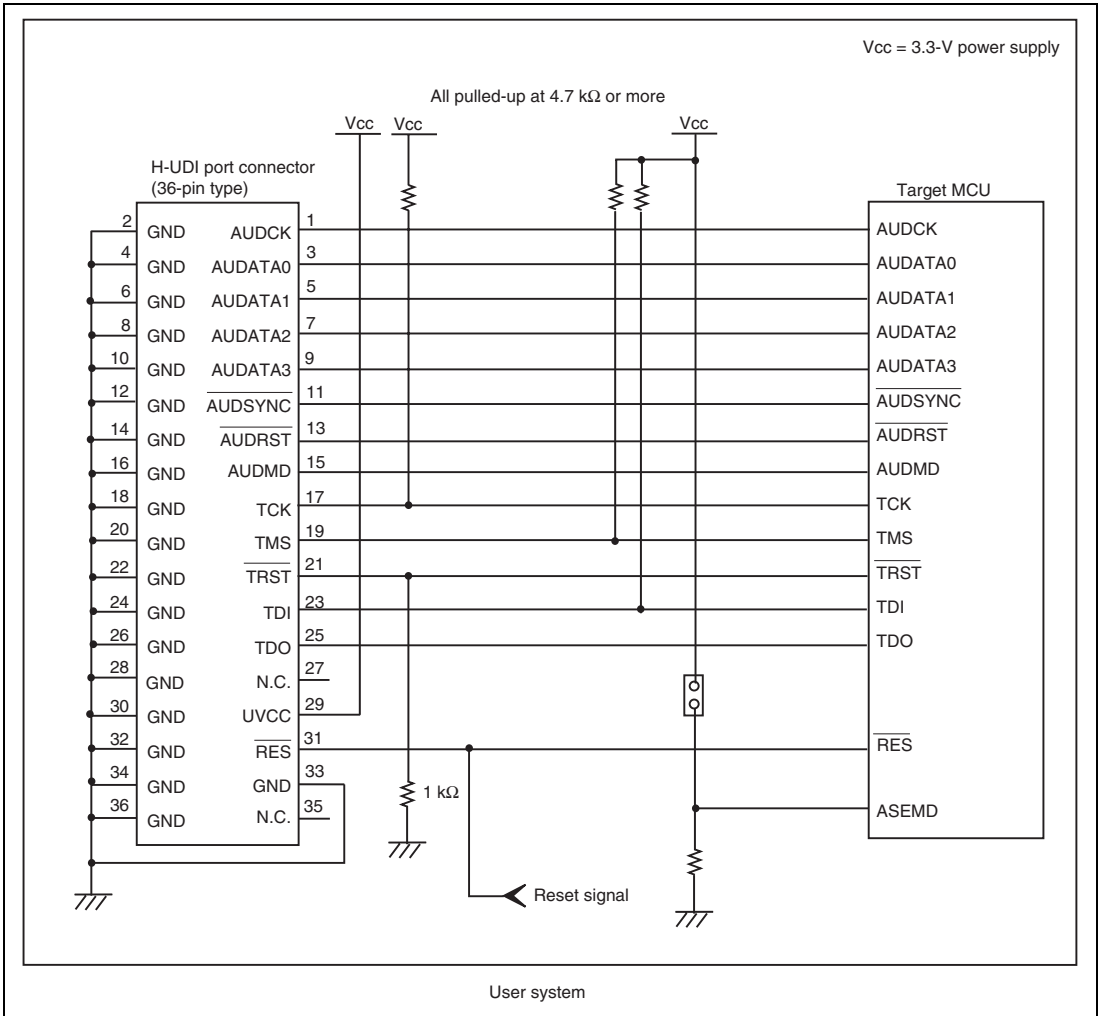 Vcc = 3.3-V power supply
All pulled-up at 4.7 kΩ or more
Vcc Vcc Vcc
H-UDI port connector
(36-pin type)
Target MCU
2 GND AUDCK 1 AUDCK
4 GND AUDATA0 3 AUDATA0
6 GND AUDATA1 5 AUDATA1
8 GND AUDATA2 7 AUDATA2
10 GND AUDATA3 9 AUDATA3
12 GND AUDSYNC 11 AUDSYNC
14 GND AUDRST 13 AUDRST
16 GND AUDMD 15 AUDMD
18 GND TCK 17 TCK
20 GND TMS 19 TMS
22 GND TRST 21 TRST
24 GND TDI 23 TDI
26 GND TDO 25 TDO
28 GND N.C. 27
30 GND UVCC 29
32 GND RES 31 RES
34 GND GND 33
1 kΩ
36 GND N.C. 35
ASEMD
Reset signal
User system